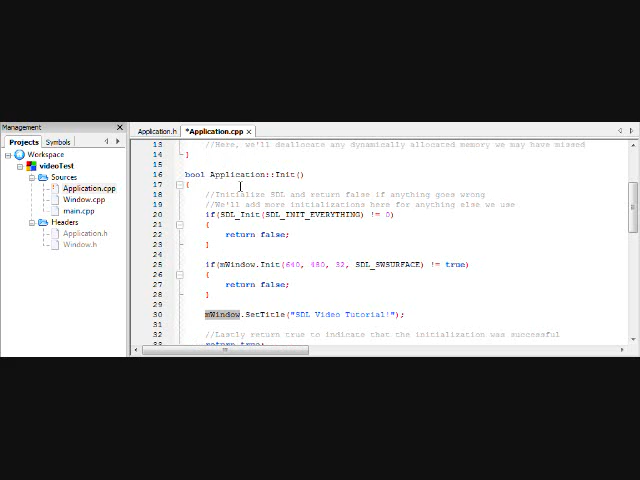 Management
Projects
Symbols
Workspace
videoTest
Sources
Application.cpp
Window.cpp
main.cpp
Headers
Application.h
Window.h
Application.h
*Application.cpp
13 //Here, we'll deallocate any dynamically allocated memory we may have missed
14 }
15
16 bool Application::Init()
17 {
18 //Initialize SDL and return false if anything goes wrong
19 //We'll add more initializations here for anything else we use
20 if(SDL_Init(SDL_INIT_EVERYTHING) != 0)
21 {
22 return false;
23 }
24
25 if(mWindow.Init(640, 480, 32, SDL_SWSURFACE) != true)
26 {
27 return false;
28 }
29
30 mWindow.SetTitle("SDL Video Tutorial!");
31
32 //Lastly return true to indicate that the initialization was successful
33 return true;